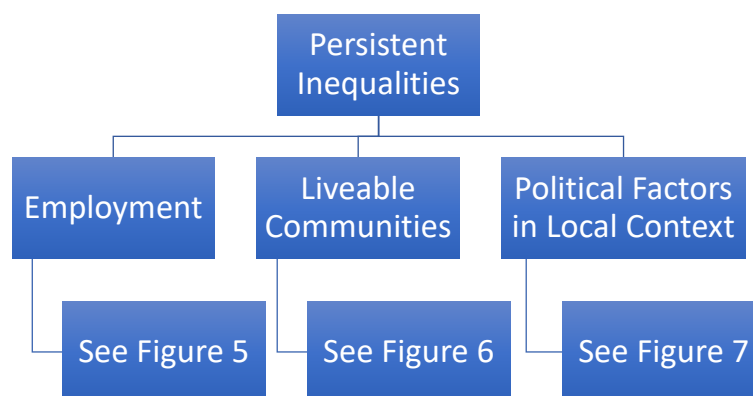 Persistent
Inequalities
Employment
Liveable
Communities
Political Factors
in Local Context
See Figure 5
See Figure 6
See Figure 7